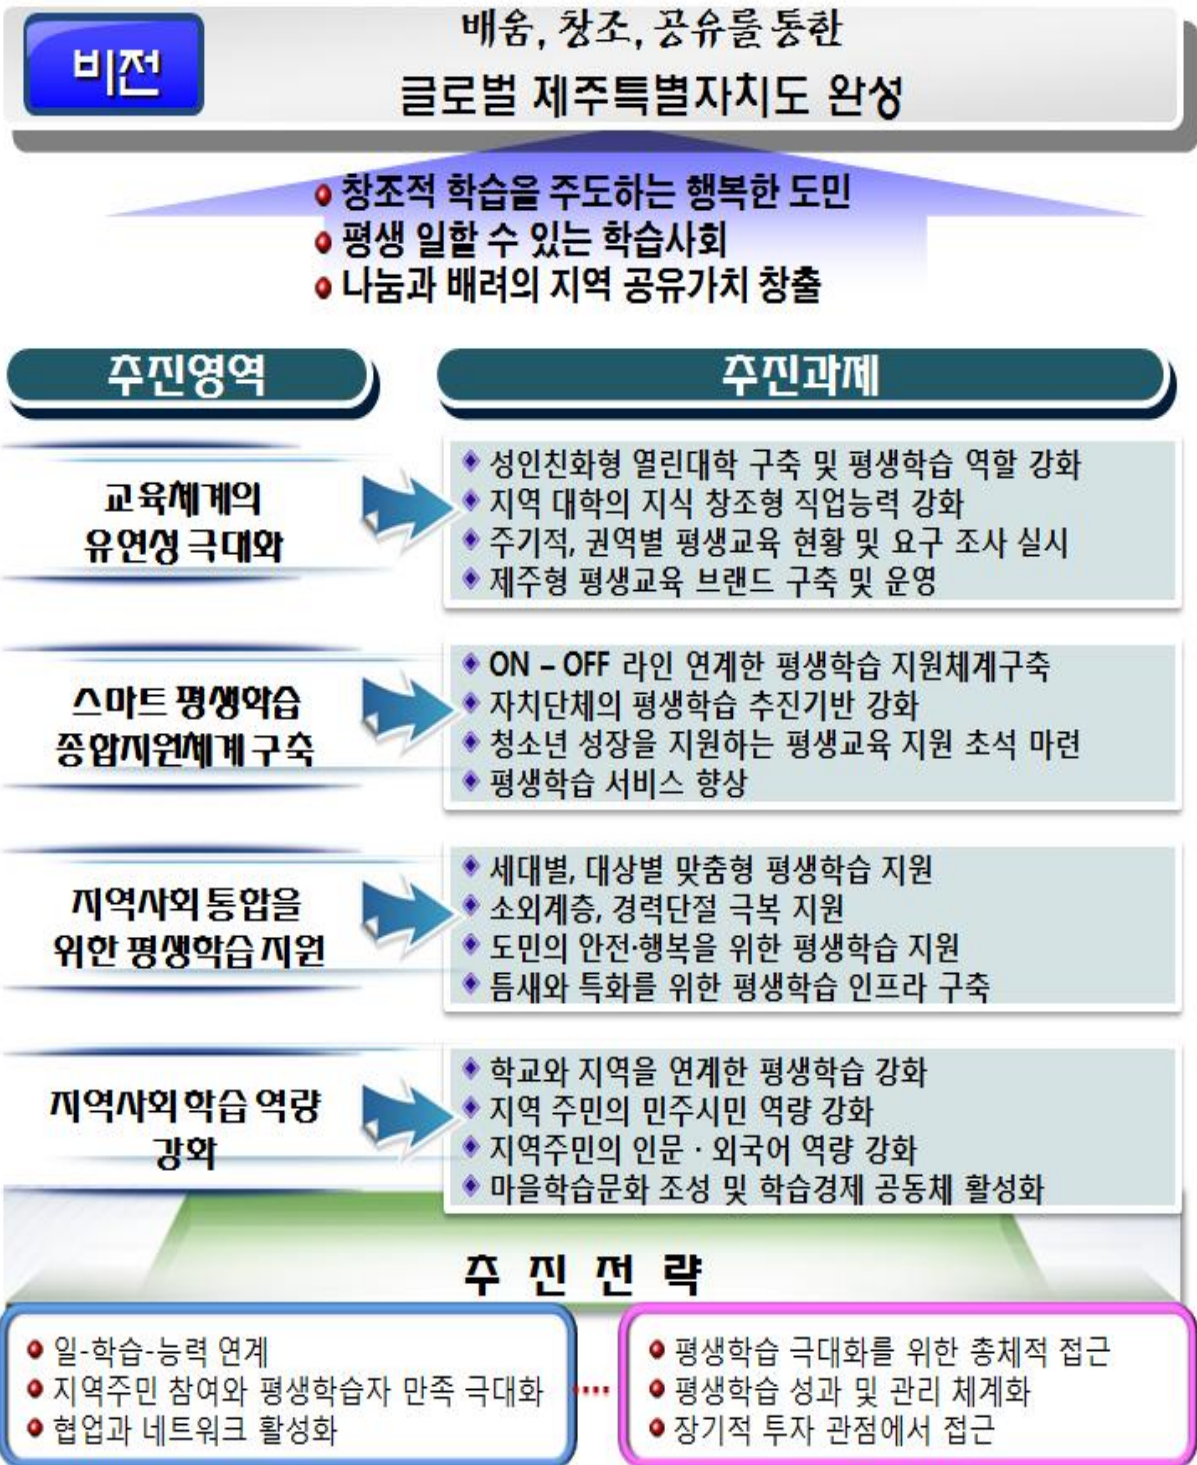 비전
배움, 창조, 공유를 통한
글로벌 제주특별자치도 완성
창조적 학습을 주도하는 행복한 도민
평생 일할 수 있는 학습사회
나눔과 배려의 지역 공유가치 창출
추진영역
추진과제
교육체계의
유연성 극대화
성인친화형 열린대학 구축 및 평생학습 역할 강화
지역 대학의 지식 창조형 직업능력 강화
주기적, 권역별 평생교육 현황 및 요구 조사 실시
제주형 평생교육 브랜드 구축 및 운영
스마트 평생학습
종합지원체계 구축
ON – OFF 라인 연계한 평생학습 지원체계구축
자치단체의 평생학습 추진기반 강화
청소년 성장을 지원하는 평생교육 지원 초석 마련
평생학습 서비스 향상
지역사회 통합을
위한 평생학습 지원
세대별, 대상별 맞춤형 평생학습 지원
소외계층, 경력단절 극복 지원
도민의 안전·행복을 위한 평생학습 지원
틈새와 특화를 위한 평생학습 인프라 구축
지역사회 학습 역량
강화
학교와 지역을 연계한 평생학습 강화
지역 주민의 민주시민 역량 강화
지역주민의 인문 · 외국어 역량 강화
마을학습문화 조성 및 학습경제 공동체 활성화
추 진 전 략
일-학습-능력 연계
지역주민 참여와 평생학습자 만족 극대화
협업과 네트워크 활성화
평생학습 극대화를 위한 총체적 접근
평생학습 성과 및 관리 체계화
장기적 투자 관점에서 접근